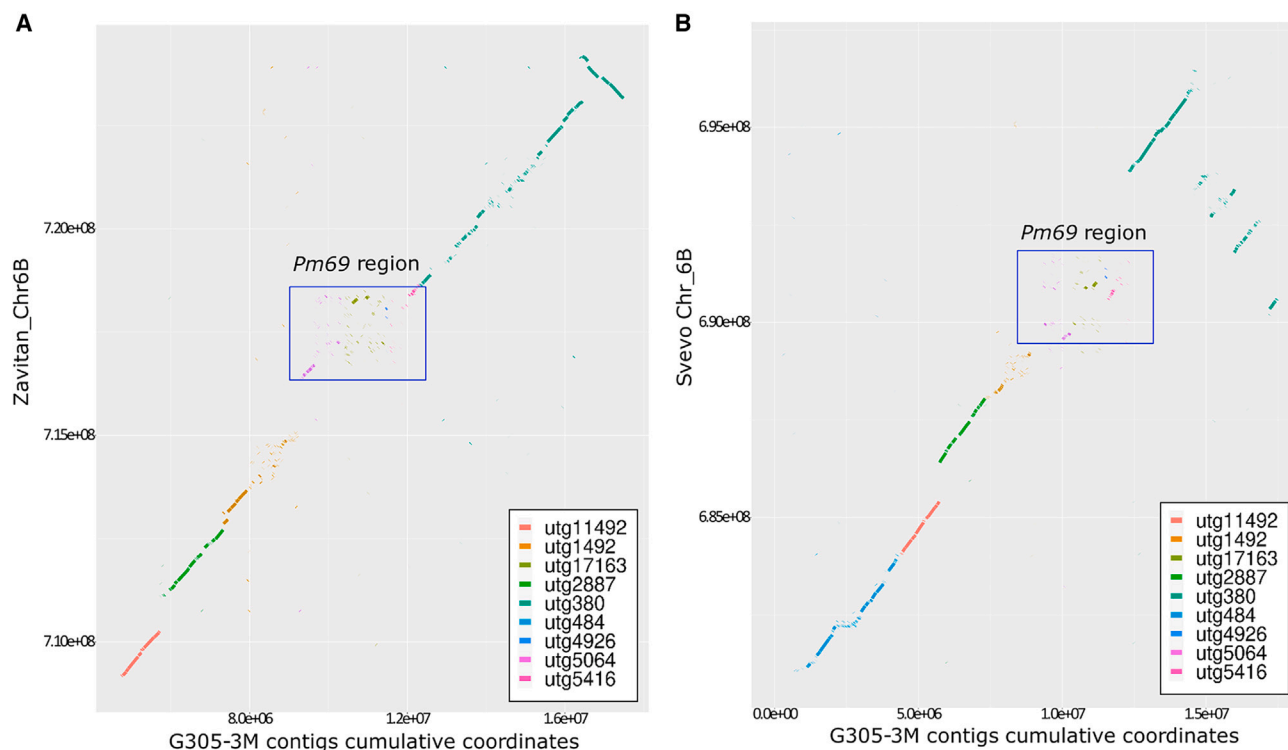 A
B
Zavitan_Chr6B
7.20e+08
7.15e+08
7.10e+08
Pm69 region
utg11492
utg1492
utg17163
utg2887
utg380
utg484
utg4926
utg5064
utg5416
8.0e+06
1.2e+07
1.6e+07
G305-3M contigs cumulative coordinates
Svevo Chr_6B
6.95e+08
6.90e+08
6.85e+08
Pm69 region
utg11492
utg1492
utg17163
utg2887
utg380
utg484
utg4926
utg5064
utg5416
0.0e+00
5.0e+06
1.0e+07
1.5e+07
G305-3M contigs cumulative coordinates